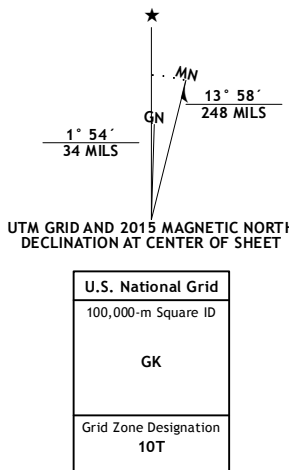 ★
MN
GN
13° 58´
248 MILS
1° 54´
34 MILS
UTM GRID AND 2015 MAGNETIC NORTH
DECLINATION AT CENTER OF SHEET
U.S. National Grid
100,000-m Square ID
GK
Grid Zone Designation
10T